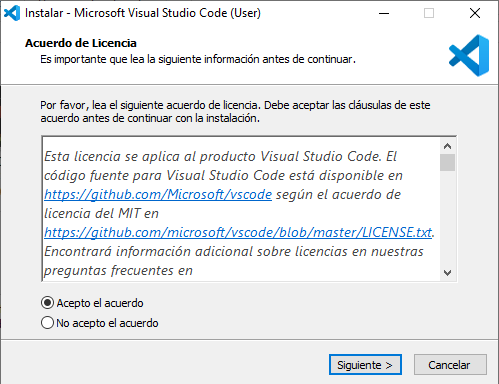 Instalar - Microsoft Visual Studio Code (User)
Acuerdo de Licencia
Es importante que lea la siguiente información antes de continuar.
Por favor, lea el siguiente acuerdo de licencia. Debe aceptar las cláusulas de este
acuerdo antes de continuar con la instalación.
Esta licencia se aplica al producto Visual Studio Code. El
código fuente para Visual Studio Code está disponible en
https://github.com/Microsoft/vscode según el acuerdo de
licencia del MIT en
https://github.com/microsoft/vscode/blob/master/LICENSE.txt.
Encontrará información adicional sobre licencias en nuestras
preguntas frecuentes en
Acepto el acuerdo
No acepto el acuerdo
Siguiente >
Cancelar